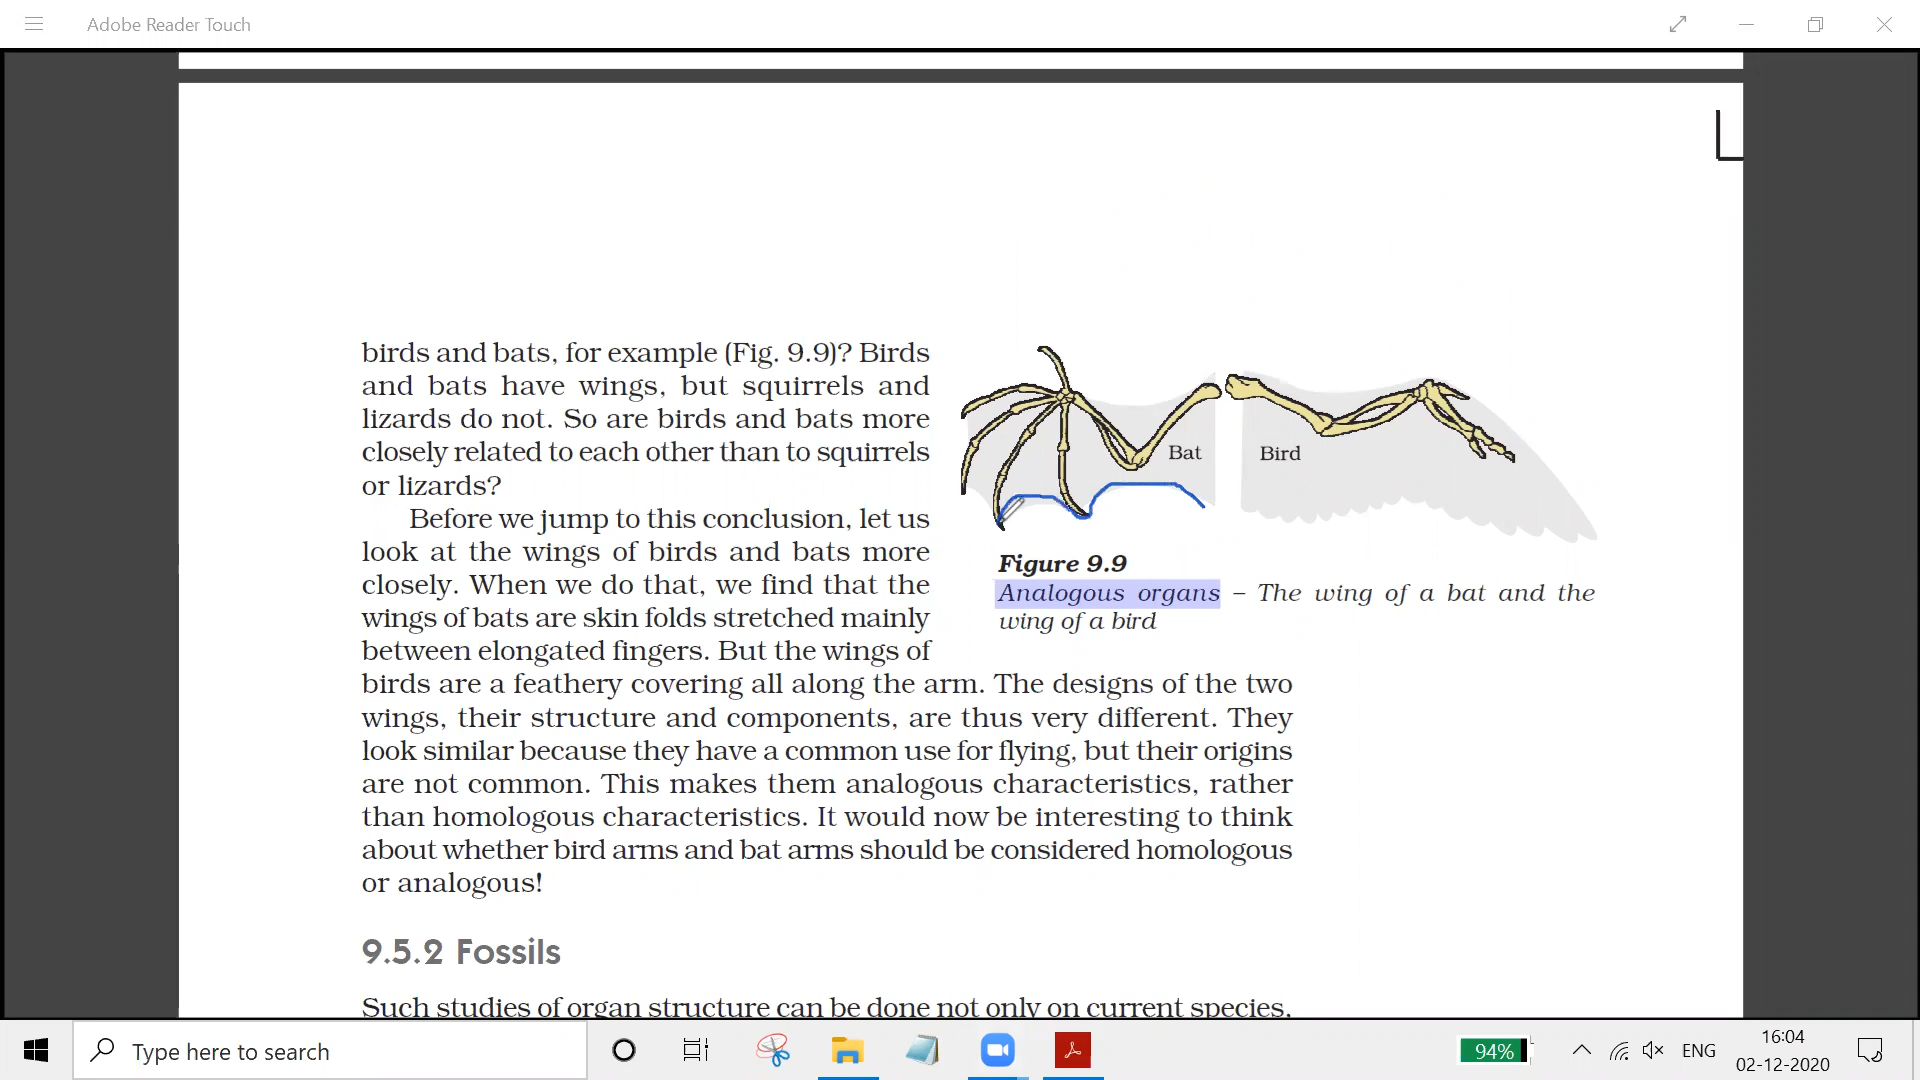 Adobe Reader Touch
birds and bats, for example (Fig. 9.9)? Birds
and bats have wings, but squirrels and
lizards do not. So are birds and bats more
closely related to each other than to squirrels
or lizards?
Before we jump to this conclusion, let us
look at the wings of birds and bats more
closely. When we do that, we find that the
wings of bats are skin folds stretched mainly
between elongated fingers. But the wings of
birds are a feathery covering all along the arm. The designs of the two
wings, their structure and components, are thus very different. They
look similar because they have a common use for flying, but their origins
are not common. This makes them analogous characteristics, rather
than homologous characteristics. It would now be interesting to think
about whether bird arms and bat arms should be considered homologous
or analogous!
Bat
Bird
Figure 9.9
Analogous organs – The wing of a bat and the
wing of a bird
9.5.2 Fossils
Such studies of organ structure can be done not only on current species,
Type here to search
94%
ENG
16:04
02-12-2020